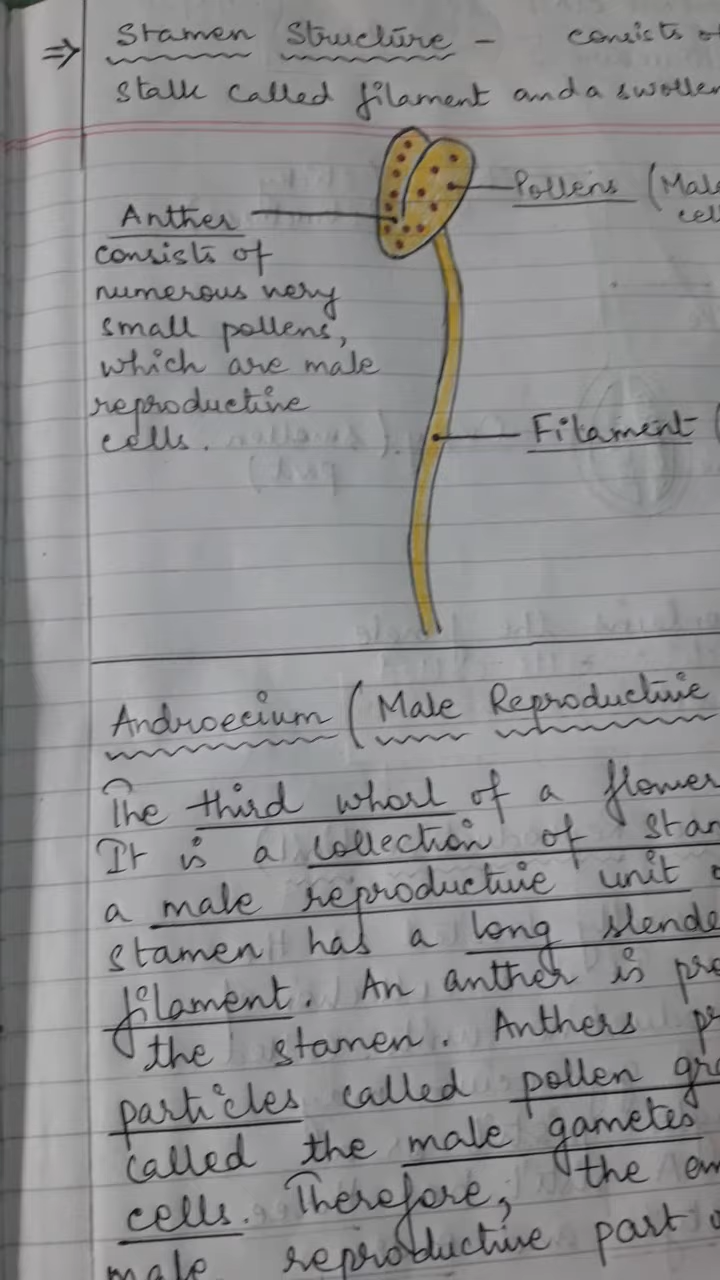 ⇒ Stamen Structure - consists of
stalk called filament and a swollen
Pollens (Male
cell
Anther
consists of
numerous very
small pollens,
which are male
reproductive
cells.
Filament (
Androecium (Male Reproductive
The third whorl of a flower
It is a collection of
a male reproductive unit
stamen has a long
filament. An anther is
the stamen. Anthers
particles called pollen
called the male gametes
cells. Therefore, the
male reproductive part